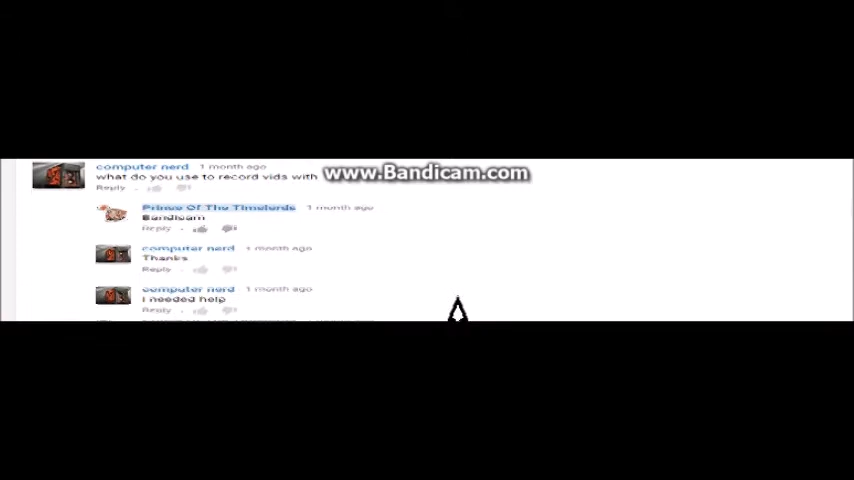 computer nerd 1 month ago
what do you use to record vids with
www.Bandicam.com
Reply
Prince Of The Timelords 1 month ago
Bandicam
Reply
computer nerd 1 month ago
Thanks
Reply
computer nerd 1 month ago
I needed help
Reply